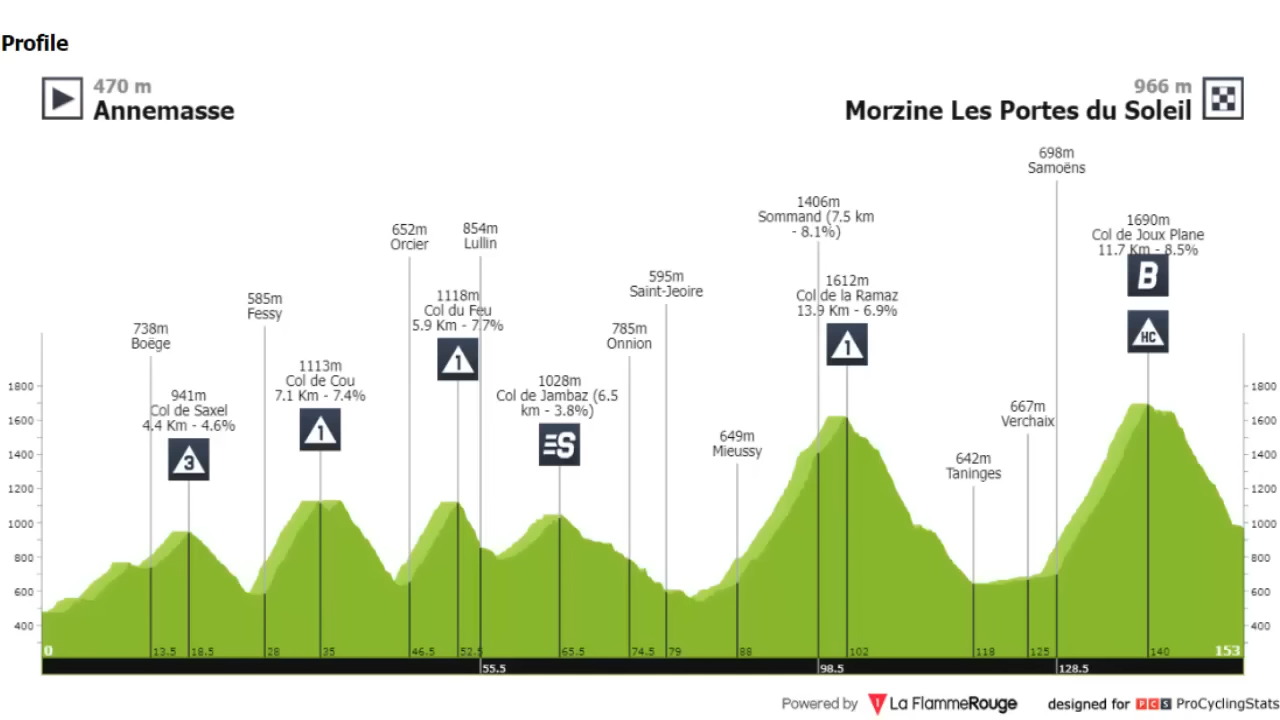 Profile
470 m
Annemasse
966 m
Morzine Les Portes du Soleil
698m
Samoëns
1406m
Sommand (7.5 km
- 8.1%)
1690m
Col de Joux Plane
11.7 Km - 8.5%
B
HC
652m
Orcier
854m
Lullin
595m
Saint-Jeoire
1612m
Col de la Ramaz
13.9 Km - 6.9%
1
585m
Fessy
1118m
Col du Feu
5.9 Km - 7.7%
1
738m
Boëge
785m
Onnion
1113m
Col de Cou
7.1 Km - 7.4%
1
1028m
Col de Jambaz (6.5
km - 3.8%)
S
941m
Col de Saxel
4.4 Km - 4.6%
3
667m
Verchaix
649m
Mieussy
642m
Taninges
1800 1800
1600 1600
1400 1400
1200 1200
1000 1000
800 800
600 600
400 400
0 13.5 18.5 28 35 46.5 52.5 65.5 74.5 79 88 102 118 125 140 153
55.5 98.5 128.5
Powered by La FlammeRouge designed for PCS ProCyclingStats